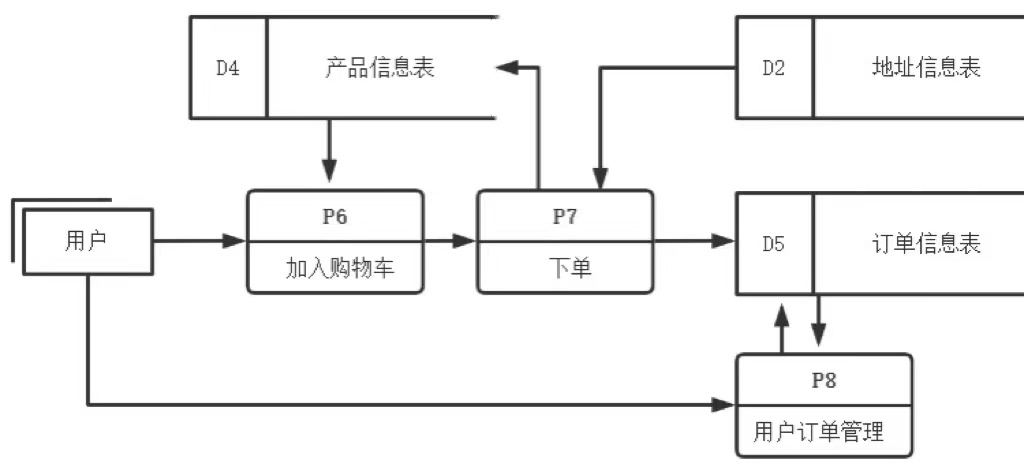 D4 产品信息表
D2 地址信息表
用户
P6
加入购物车
P7
下单
D5 订单信息表
P8
用户订单管理